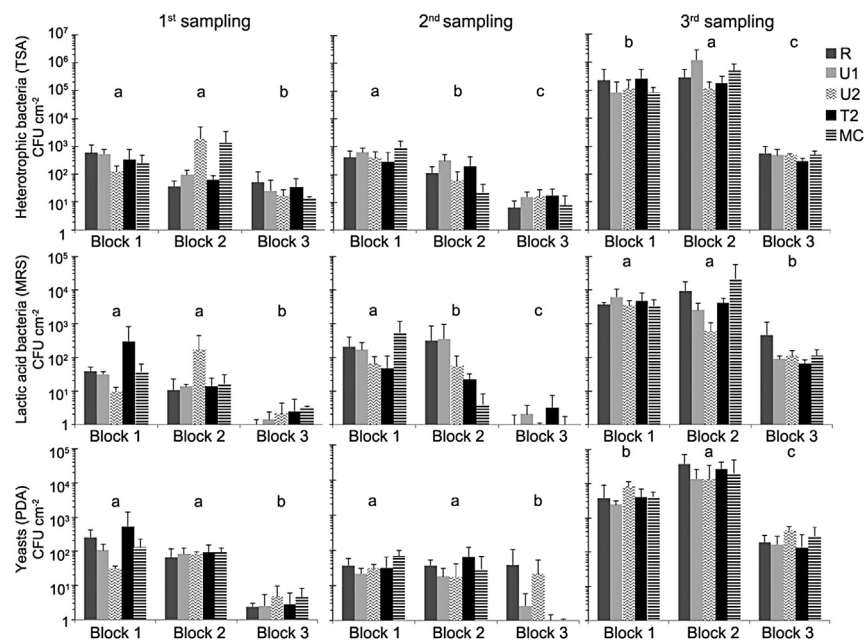 1st sampling 2nd sampling 3rd sampling
Heterotrophic bacteria (TSA)
CFU cm-2
10⁷
10⁶
10⁵
10⁴
10³
10²
10¹
1
a a b
a b c
b a c
R
U1
U2
T2
MC
Block 1 Block 2 Block 3 Block 1 Block 2 Block 3 Block 1 Block 2 Block 3
Lactic acid bacteria (MRS)
CFU cm-2
10⁵
10⁴
10³
10²
10¹
1
a a b
a b c
a a b
Block 1 Block 2 Block 3 Block 1 Block 2 Block 3 Block 1 Block 2 Block 3
Yeasts (PDA)
CFU cm-2
10⁵
10⁴
10³
10²
10¹
1
a a b
a a b
b a c
Block 1 Block 2 Block 3 Block 1 Block 2 Block 3 Block 1 Block 2 Block 3